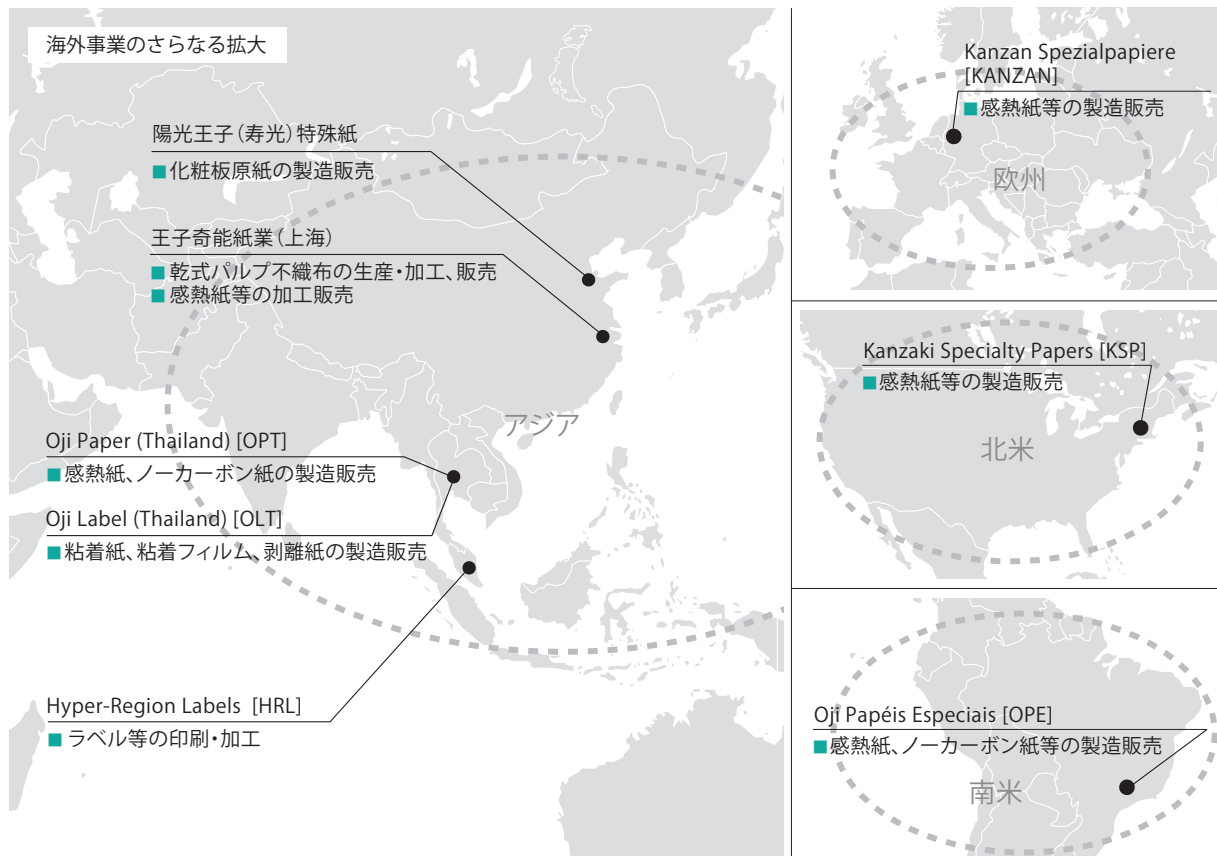 海外事業のさらなる拡大
陽光王子(寿光)特殊紙
■化粧板原紙の製造販売
王子奇能紙業(上海)
■乾式パルプ不織布の生産・加工、販売
■感熱紙等の加工販売
アジア
Oji Paper (Thailand) [OPT]
■感熱紙、ノーカーボン紙の製造販売
Oji Label (Thailand) [OLT]
■粘着紙、粘着フィルム、剥離紙の製造販売
Hyper-Region Labels [HRL]
■ラベル等の印刷・加工
Kanzan Spezialpapiere
[KANZAN]
■感熱紙等の製造販売
欧州
Kanzaki Specialty Papers [KSP]
■感熱紙等の製造販売
北米
Oji Papéis Especiais [OPE]
■感熱紙、ノーカーボン紙等の製造販売
南米